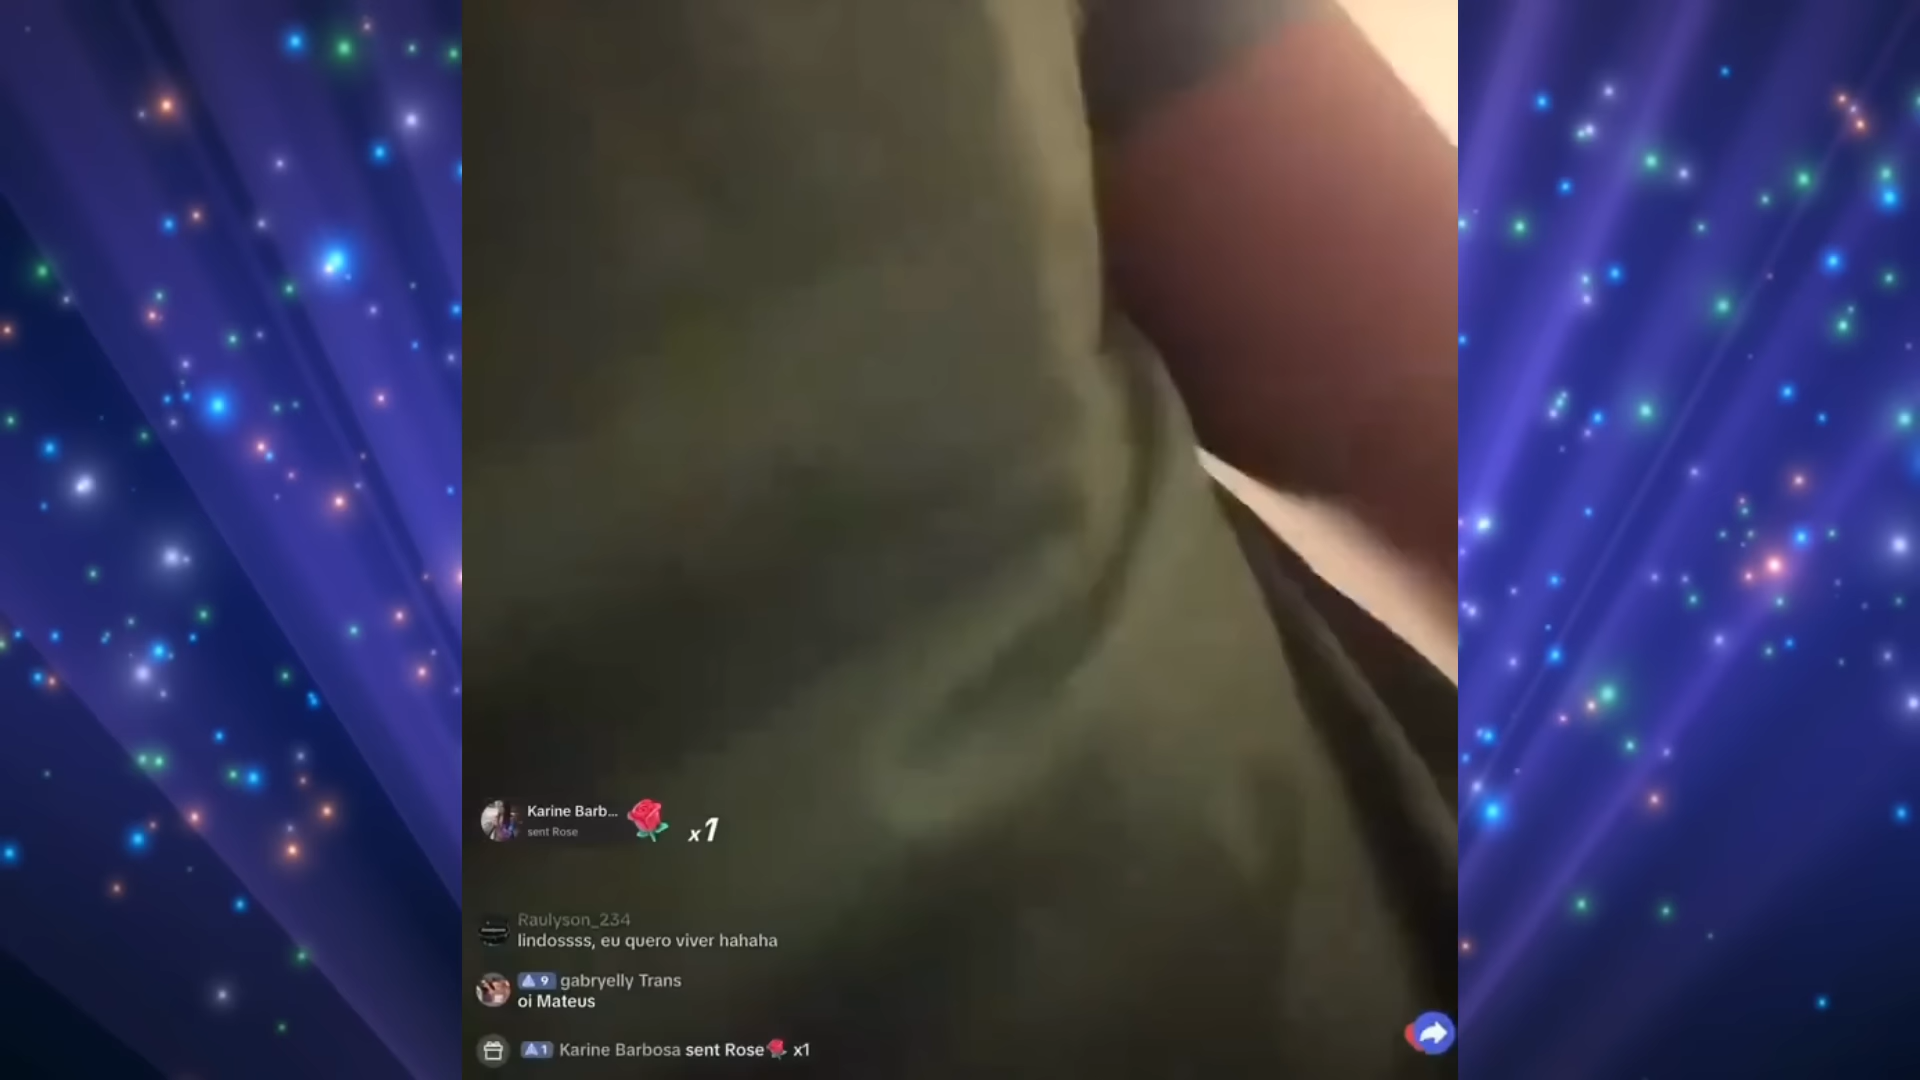 Karine Barb...
sent Rose
x1
Raulyson_234
lindossss, eu quero viver hahaha
9 gabryelly Trans
oi Mateus
1 Karine Barbosa sent Rose x1